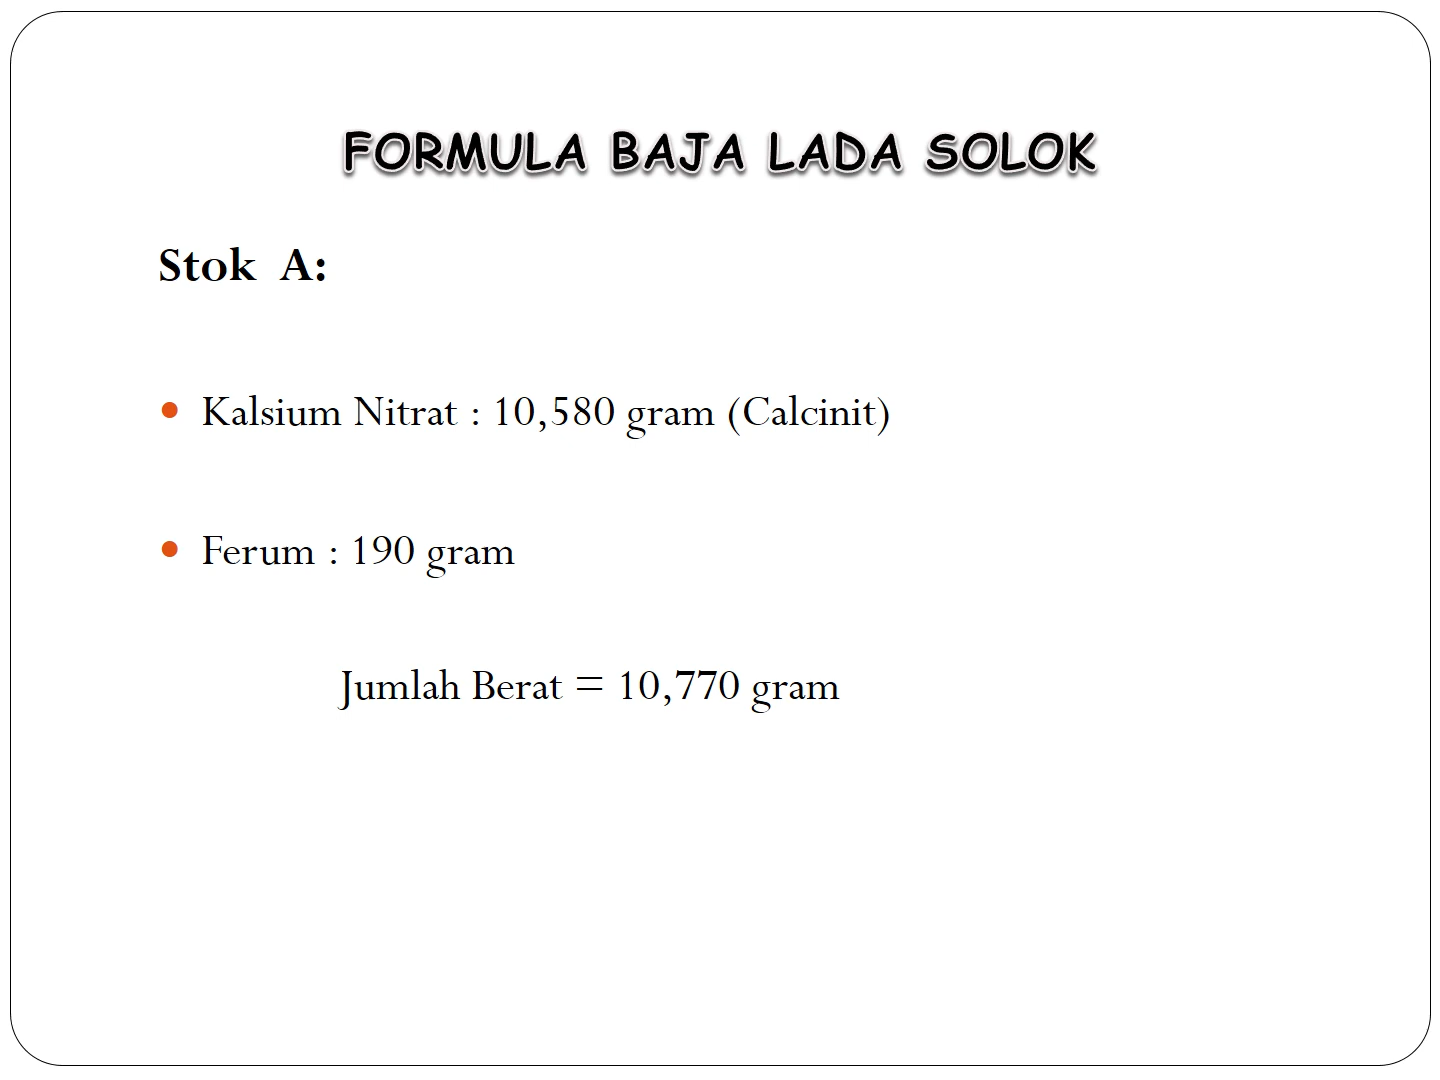 FORMULA BAJA LADA SOLOK
Stok A:
• Kalsium Nitrat : 10,580 gram (Calcinit)
• Ferum : 190 gram
Jumlah Berat = 10,770 gram